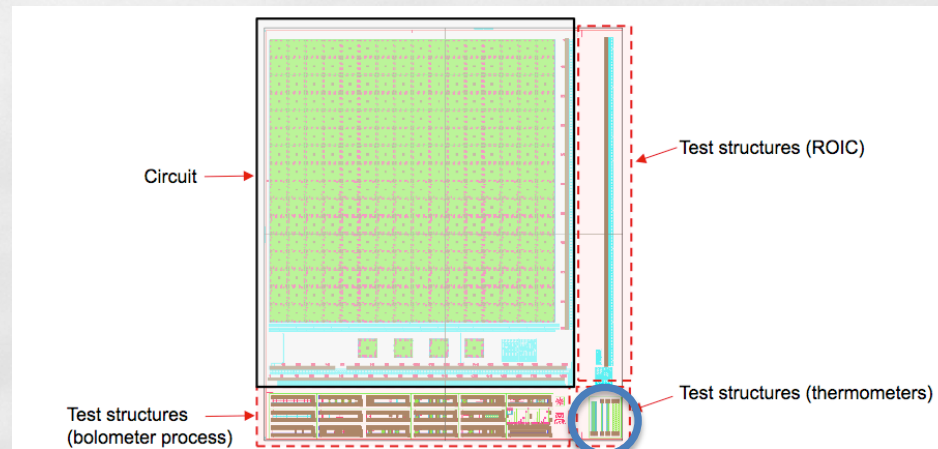 Test structures (ROIC)
Circuit
Test structures (thermometers)
Test structures
(bolometer process)